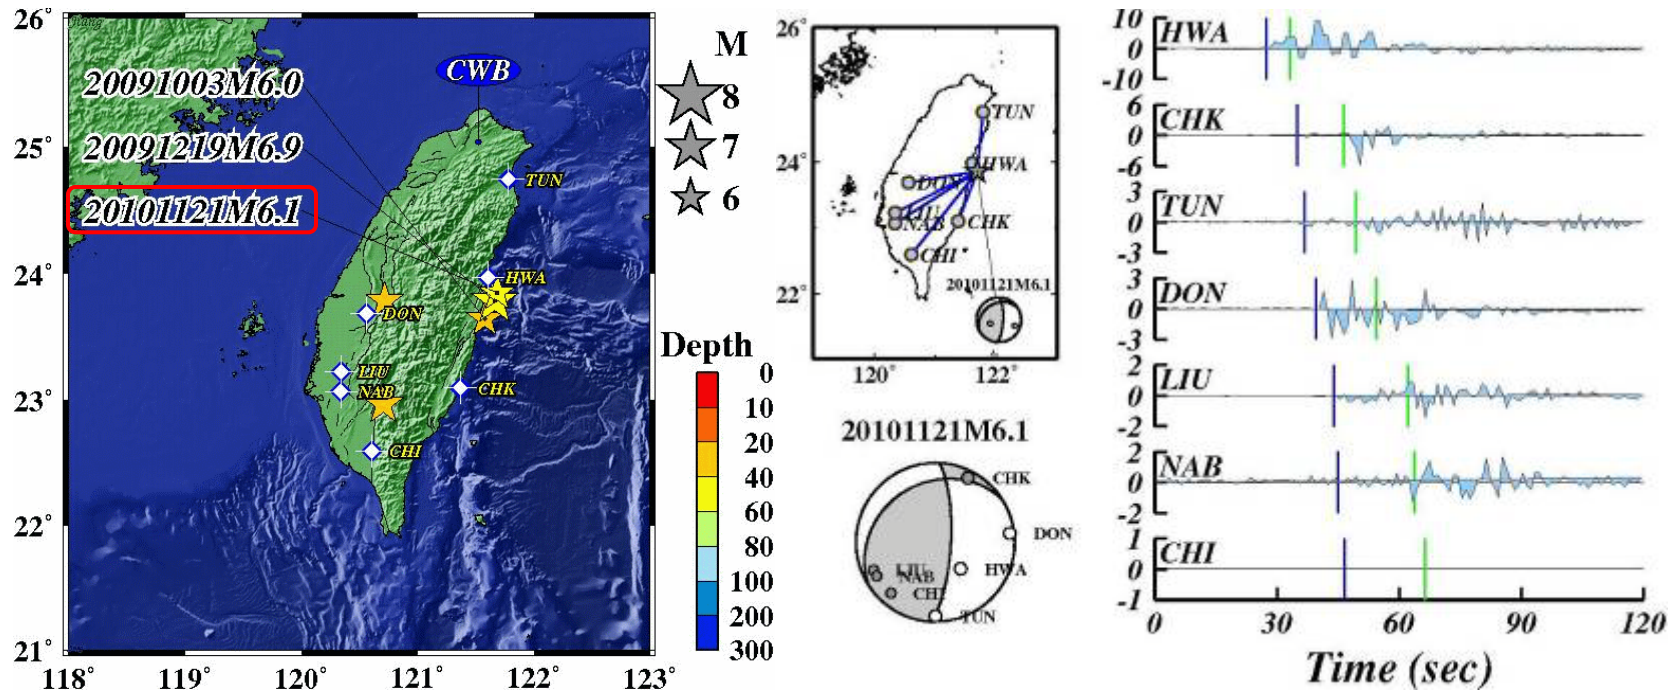 26°
25°
24°
23°
22°
21°
118°
119°
120°
121°
122°
123°
20091003M6.0
20091219M6.9
20101121M6.1
CWB
TUN
HWA
DON
LIU
NAB
CHK
CHI
M
8
7
6
Depth
0
10
20
40
60
80
100
200
300
26°
24°
22°
120°
122°
TUN
HWA
DON
LIU
NAB
CHK
CHI
20101121M6.1
20101121M6.1
CHK
DON
HWA
LIU
NAB
CHI
TUN
10
0
-10
HWA
6
0
-6
CHK
3
0
-3
TUN
3
0
-3
DON
2
0
-2
LIU
2
0
-2
NAB
1
0
-1
CHI
0
30
60
90
120
Time (sec)